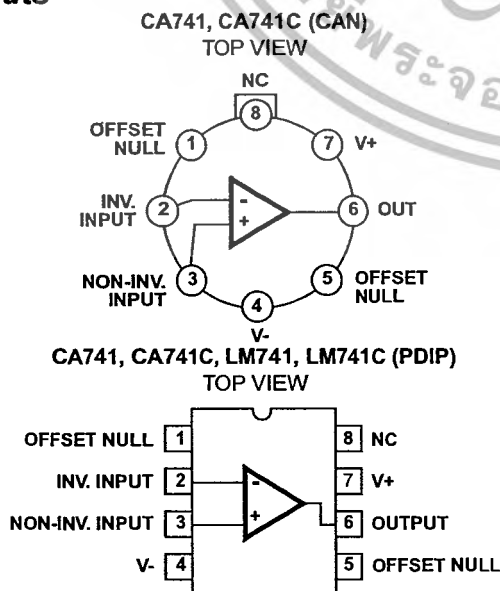 CA741, CA741C (CAN)
TOP VIEW
NC
8
OFFSET
NULL
1
7
V+
INV.
INPUT
2
-
+
6
OUT
NON-INV.
INPUT
3
5
OFFSET
NULL
4
V-
CA741, CA741C, LM741, LM741C (PDIP)
TOP VIEW
OFFSET NULL 1
8 NC
INV. INPUT 2
-
7 V+
NON-INV. INPUT 3
+
6 OUTPUT
V- 4
5 OFFSET NULL